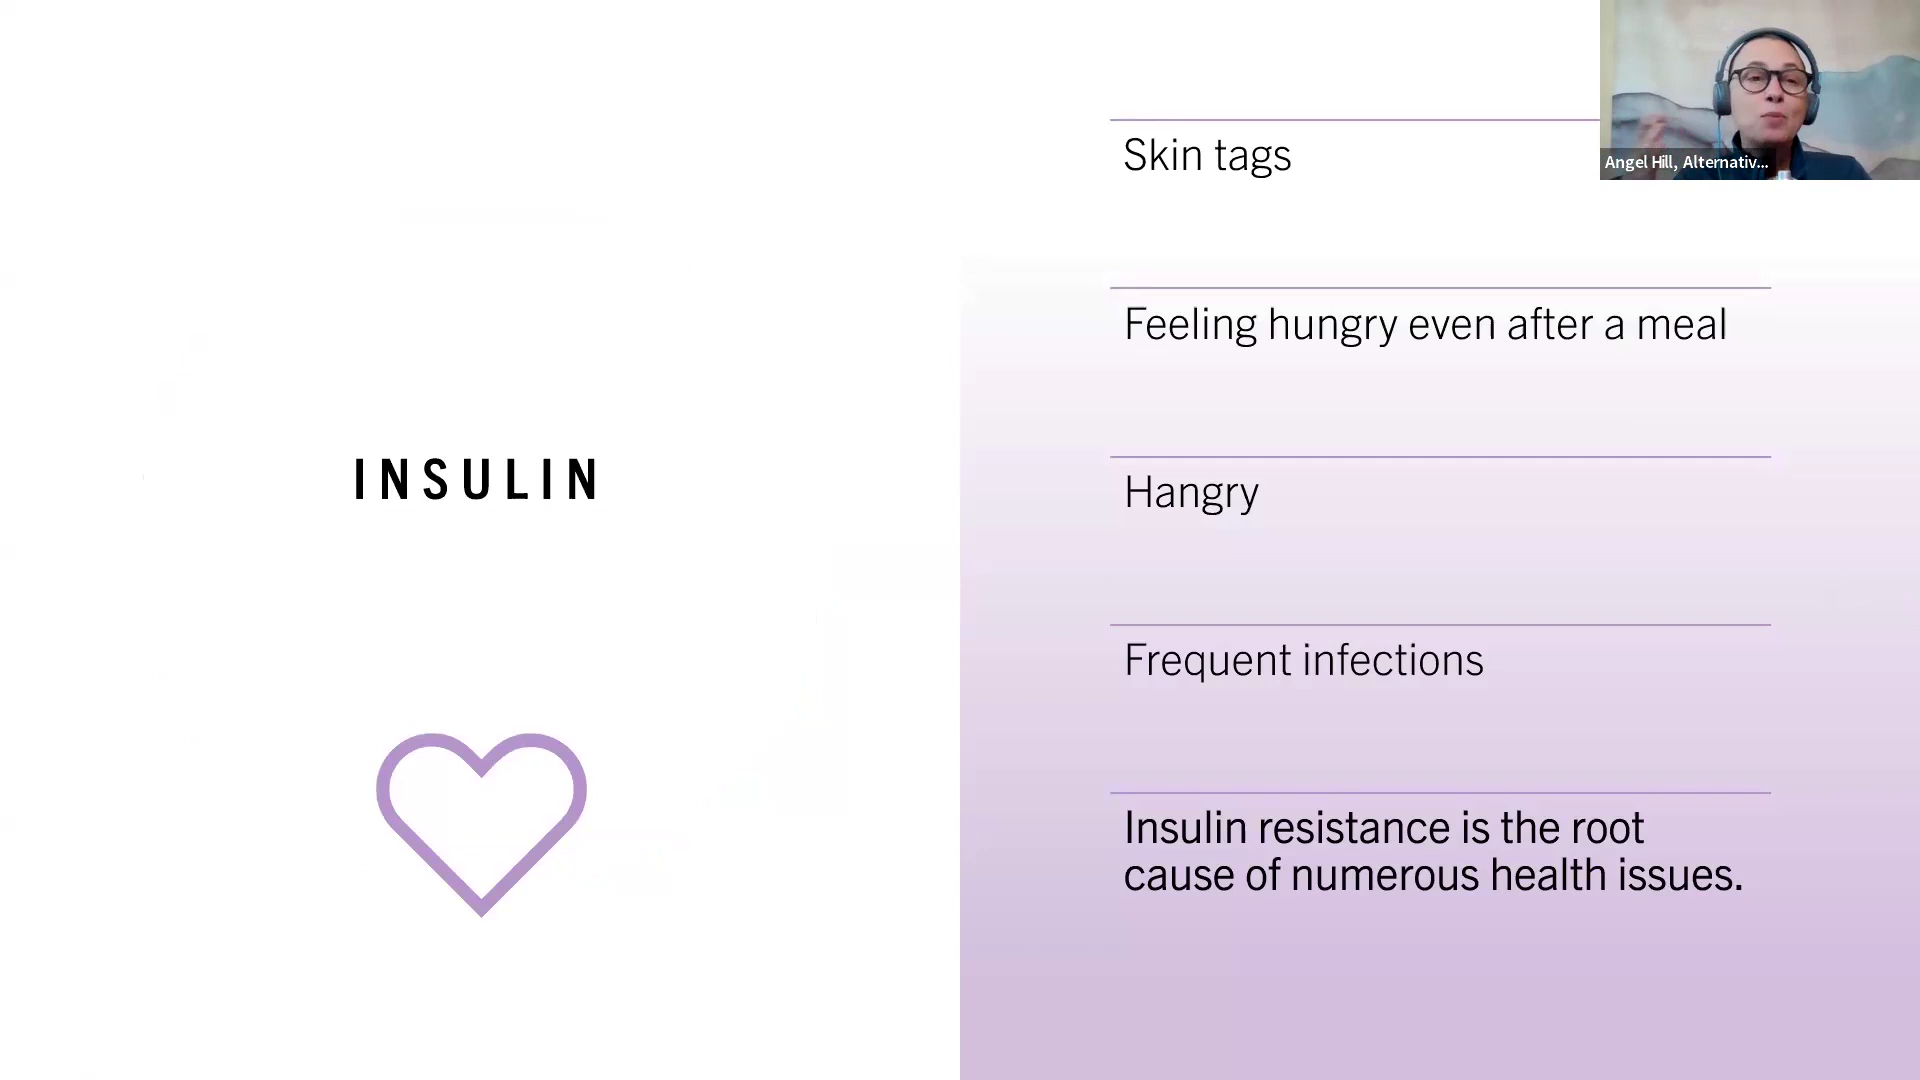 INSULIN
Skin tags
Feeling hungry even after a meal
Hangry
Frequent infections
Insulin resistance is the root
cause of numerous health issues.
Angel Hill, Alternativ...